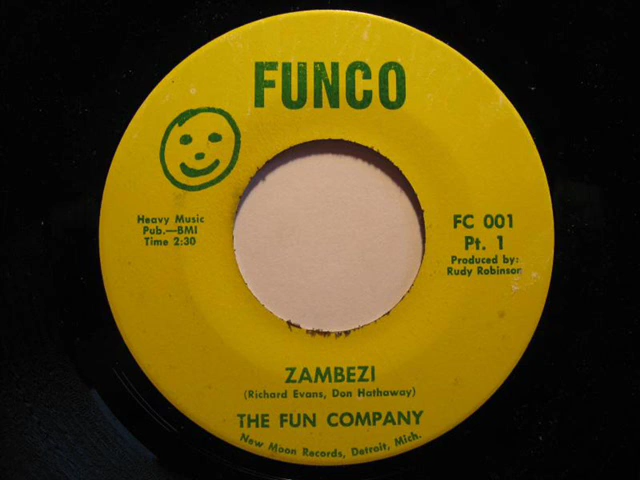 FUNCO
Heavy Music
Pub.—BMI
Time 2:30
FC 001
Pt. 1
Produced by:
Rudy Robinson
ZAMBEZI
(Richard Evans, Don Hathaway)
THE FUN COMPANY
New Moon Records, Detroit, Mich.